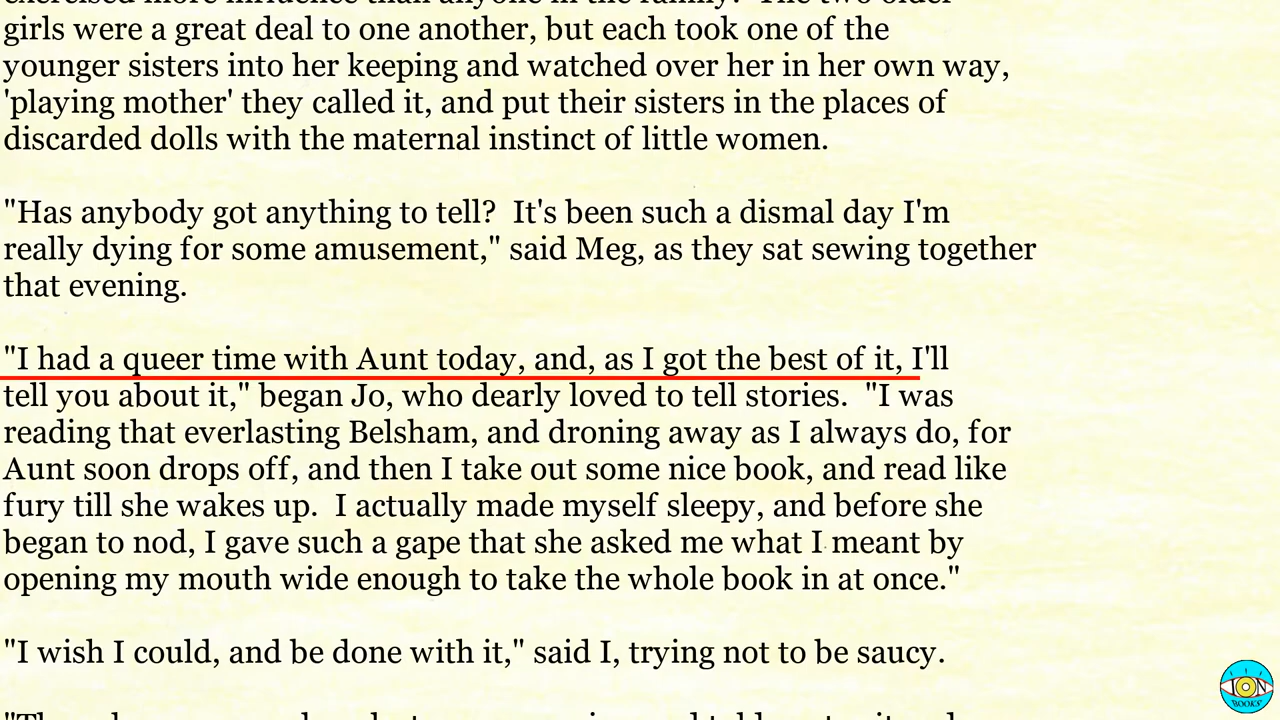 girls were a great deal to one another, but each took one of the
younger sisters into her keeping and watched over her in her own way,
'playing mother' they called it, and put their sisters in the places of
discarded dolls with the maternal instinct of little women.
"Has anybody got anything to tell?  It's been such a dismal day I'm
really dying for some amusement," said Meg, as they sat sewing together
that evening.
"I had a queer time with Aunt today, and, as I got the best of it, I'll
tell you about it," began Jo, who dearly loved to tell stories.  "I was
reading that everlasting Belsham, and droning away as I always do, for
Aunt soon drops off, and then I take out some nice book, and read like
fury till she wakes up.  I actually made myself sleepy, and before she
began to nod, I gave such a gape that she asked me what I meant by
opening my mouth wide enough to take the whole book in at once."
"I wish I could, and be done with it," said I, trying not to be saucy.
ION
BOOKS